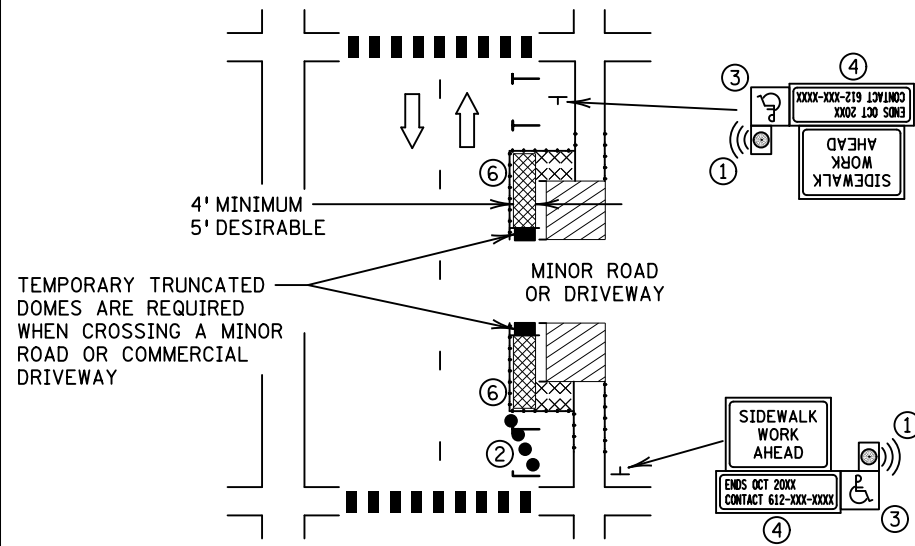 ③
④
ENDS OCT 20XX
CONTACT 612-XXX-XXXX
①
SIDEWALK
WORK
AHEAD
⑥
4' MINIMUM
5' DESIRABLE
TEMPORARY TRUNCATED
DOMES ARE REQUIRED
WHEN CROSSING A MINOR
ROAD OR COMMERCIAL
DRIVEWAY
MINOR ROAD
OR DRIVEWAY
⑥
②
SIDEWALK
WORK
AHEAD
①
ENDS OCT 20XX
CONTACT 612-XXX-XXXX
③
④